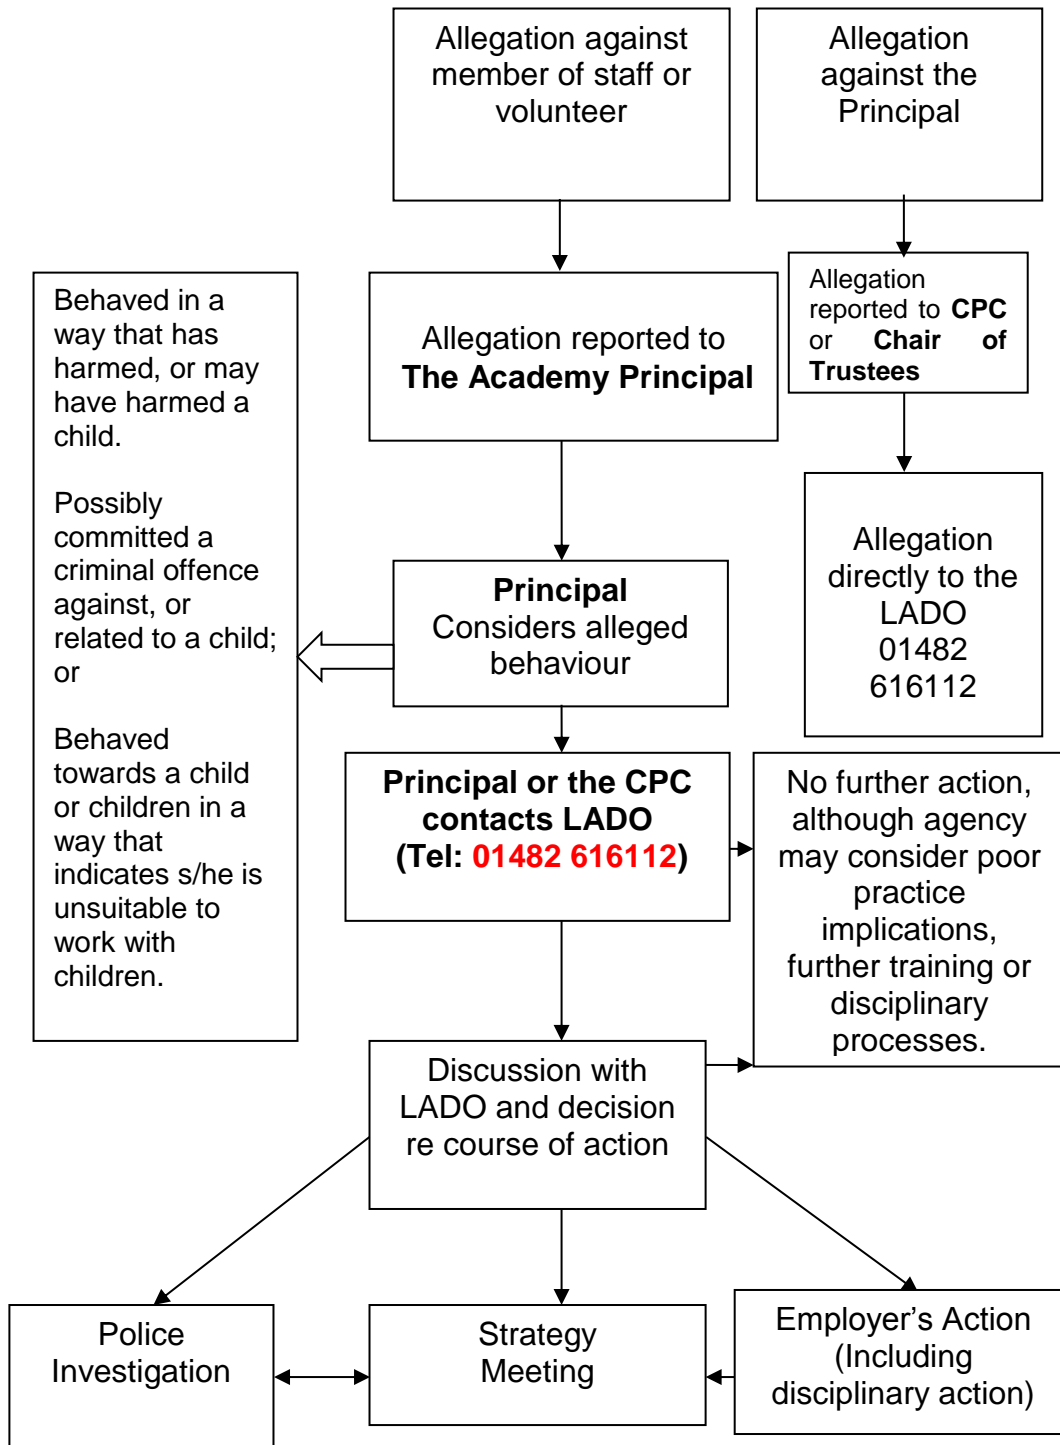 Allegation against
member of staff or
volunteer
Allegation
against the
Principal
Allegation reported to
The Academy Principal
Allegation
reported to CPC
or Chair of
Trustees
Behaved in a
way that has
harmed, or may
have harmed a
child.
Possibly
committed a
criminal offence
against, or
related to a child;
or
Behaved
towards a child
or children in a
way that
indicates s/he is
unsuitable to
work with
children.
Principal
Considers alleged
behaviour
Allegation
directly to the
LADO
01482
616112
Principal or the CPC
contacts LADO
(Tel: 01482 616112)
No further action,
although agency
may consider poor
practice
implications,
further training or
disciplinary
processes.
Discussion with
LADO and decision
re course of action
Police
Investigation
Strategy
Meeting
Employer’s Action
(Including
disciplinary action)